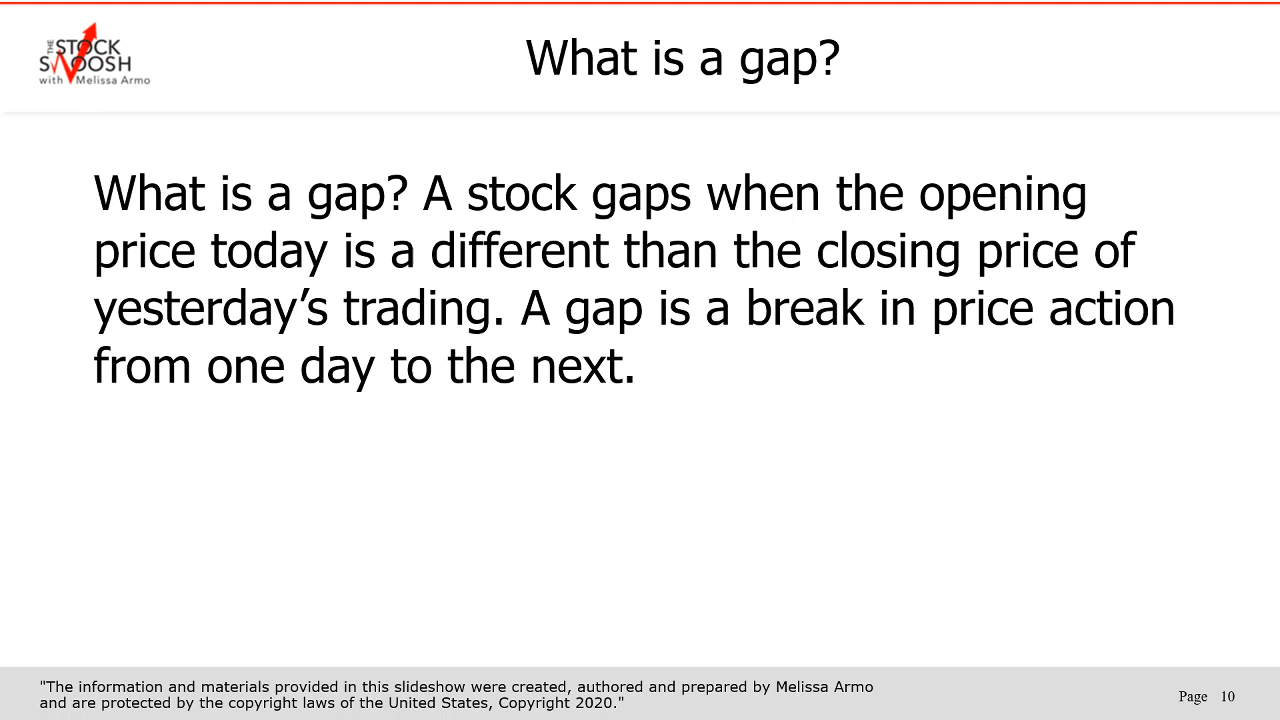 THE
STOCK
SWOOSH
with Melissa Armo
What is a gap?
What is a gap? A stock gaps when the opening
price today is a different than the closing price of
yesterday’s trading. A gap is a break in price action
from one day to the next.
"The information and materials provided in this slideshow were created, authored and prepared by Melissa Armo
and are protected by the copyright laws of the United States, Copyright 2020."
Page 10